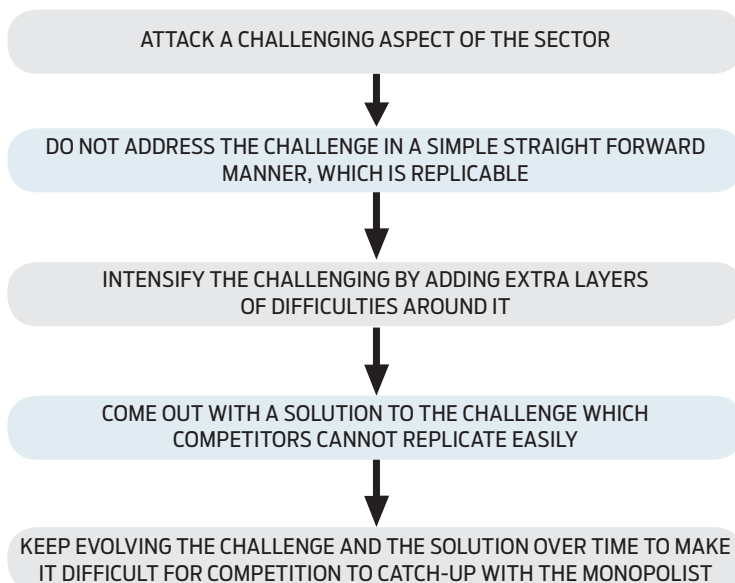 ATTACK A CHALLENGING ASPECT OF THE SECTOR
DO NOT ADDRESS THE CHALLENGE IN A SIMPLE STRAIGHT FORWARD
MANNER, WHICH IS REPLICABLE
INTENSIFY THE CHALLENGING BY ADDING EXTRA LAYERS
OF DIFFICULTIES AROUND IT
COME OUT WITH A SOLUTION TO THE CHALLENGE WHICH
COMPETITORS CANNOT REPLICATE EASILY
KEEP EVOLVING THE CHALLENGE AND THE SOLUTION OVER TIME TO MAKE
IT DIFFICULT FOR COMPETITION TO CATCH-UP WITH THE MONOPOLIST